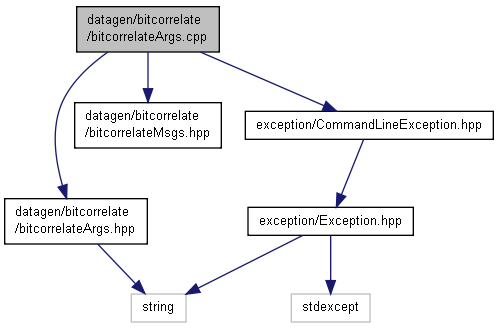 datagen/bitcorrelate
/bitcorrelateArgs.cpp
datagen/bitcorrelate
/bitcorrelateMsgs.hpp
exception/CommandLineException.hpp
datagen/bitcorrelate
/bitcorrelateArgs.hpp
exception/Exception.hpp
string
stdexcept